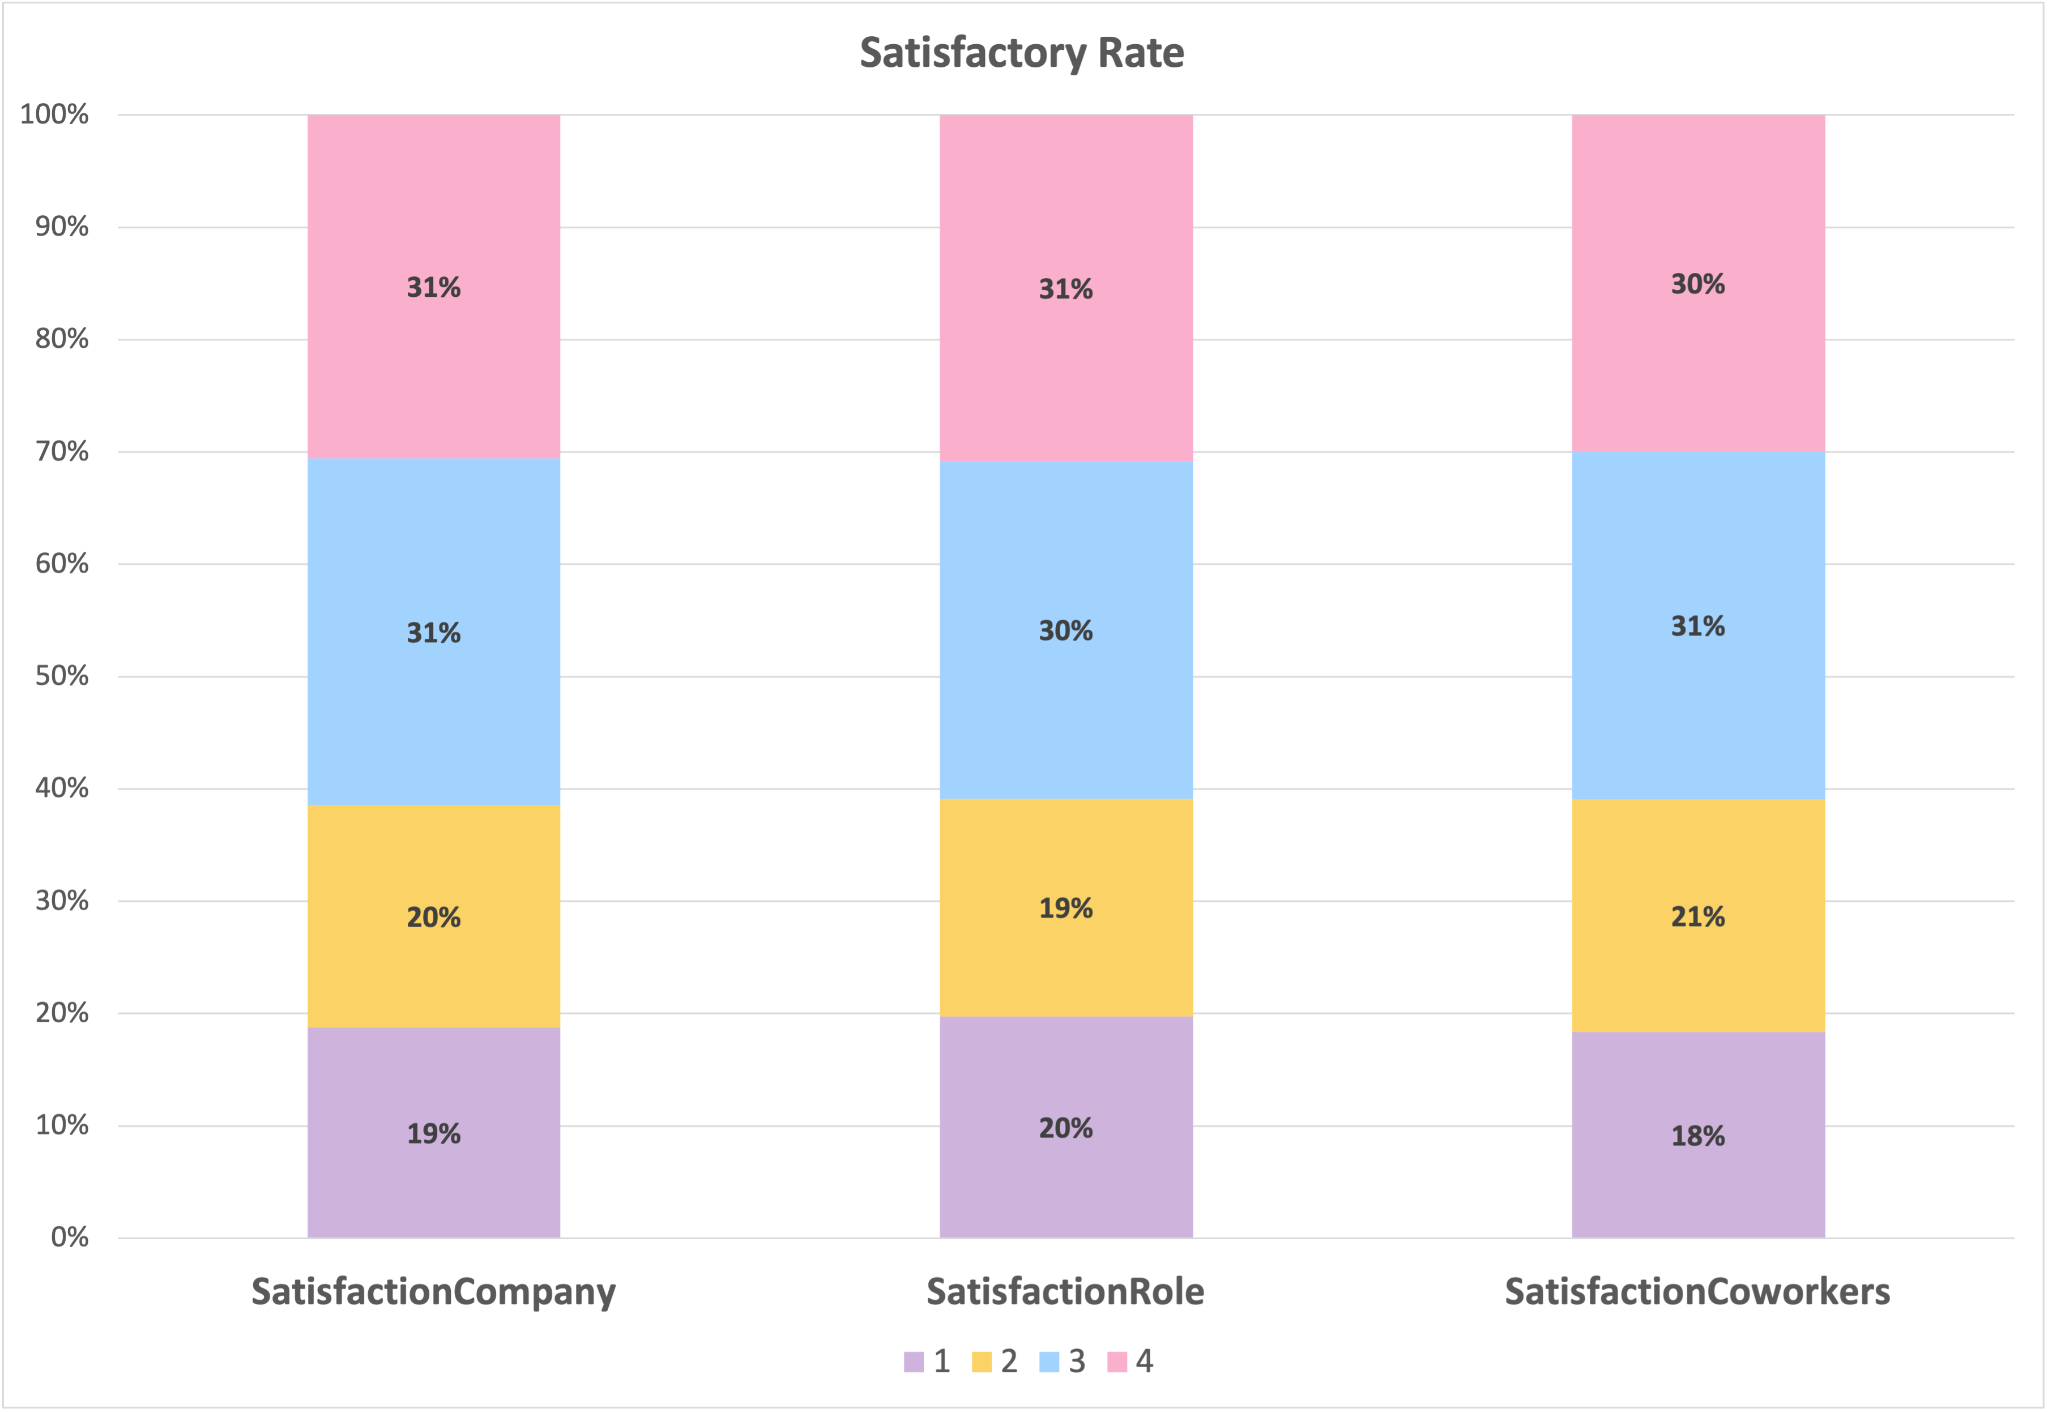 Satisfactory Rate
100%
90%
80%
70%
60%
50%
40%
30%
20%
10%
0%
31% 31% 30%
31% 30% 31%
20% 19% 21%
19% 20% 18%
SatisfactionCompany SatisfactionRole SatisfactionCoworkers
1 2 3 4